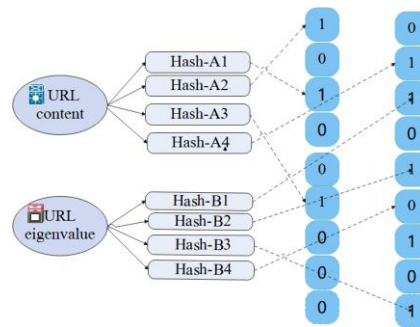 URL
content
Hash-A1
Hash-A2
Hash-A3
Hash-A4
URL
eigenvalue
Hash-B1
Hash-B2
Hash-B3
Hash-B4
1
0
1
0
0
1
0
0
0
0
1
1
0
1
0
1
0
1